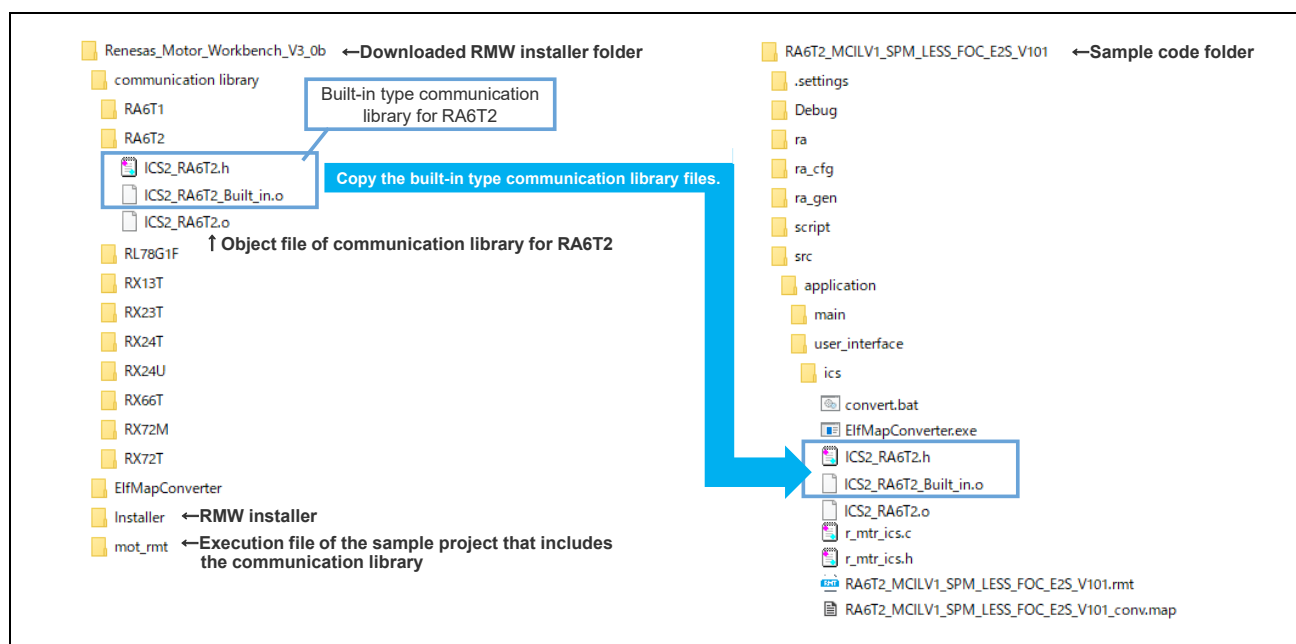 Renesas_Motor_Workbench_V3_0b ←Downloaded RMW installer folder
communication library
RA6T1
RA6T2
Built-in type communication
library for RA6T2
ICS2_RA6T2.h
ICS2_RA6T2_Built_in.o
ICS2_RA6T2.o
↑Object file of communication library for RA6T2
RL78G1F
RX13T
RX23T
RX24T
RX24U
RX66T
RX72M
RX72T
ElfMapConverter
Installer ←RMW installer
mot_rmt ←Execution file of the sample project that includes
the communication library
Copy the built-in type communication library files.
RA6T2_MCILV1_SPM_LESS_FOC_E2S_V101 ←Sample code folder
.settings
Debug
ra
ra_cfg
ra_gen
script
src
application
main
user_interface
ics
convert.bat
ElfMapConverter.exe
ICS2_RA6T2.h
ICS2_RA6T2_Built_in.o
ICS2_RA6T2.o
r_mtr_ics.c
r_mtr_ics.h
RMT RA6T2_MCILV1_SPM_LESS_FOC_E2S_V101.rmt
RA6T2_MCILV1_SPM_LESS_FOC_E2S_V101_conv.map